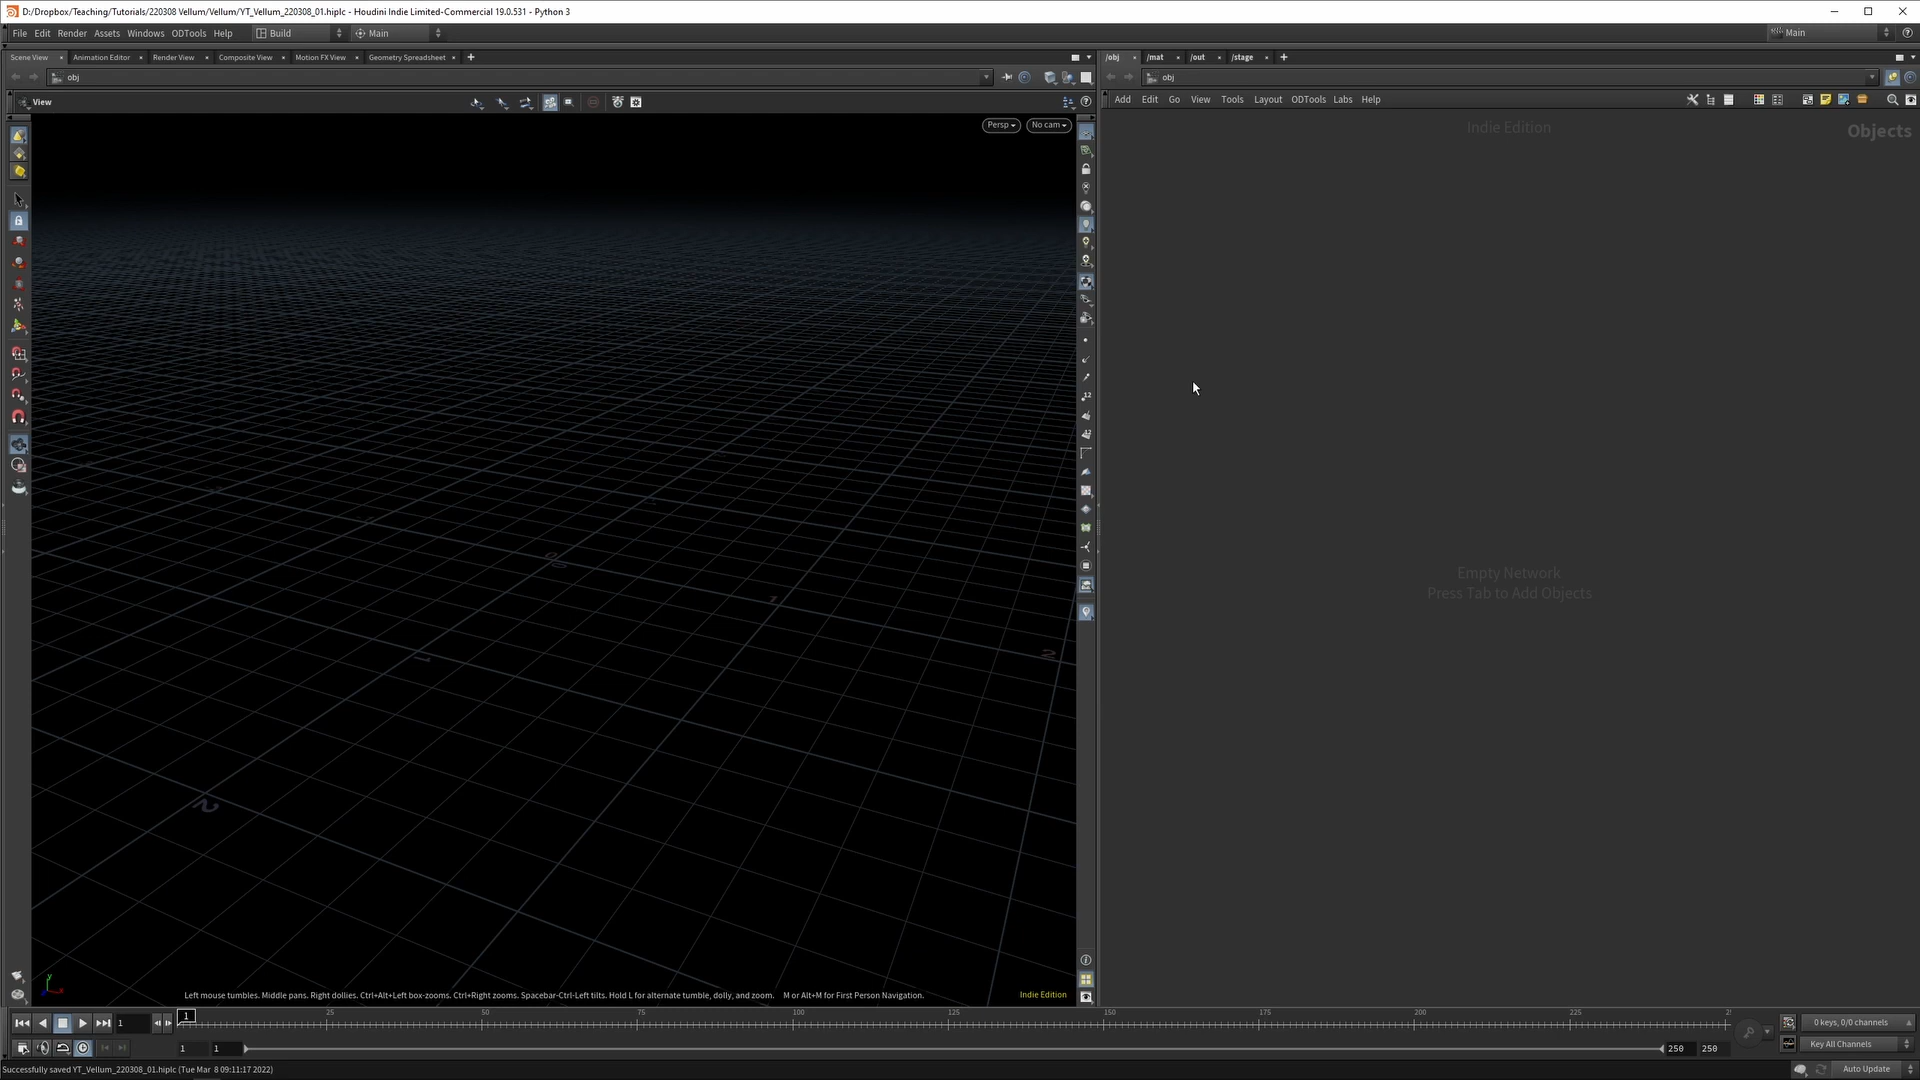 D:/Dropbox/Teaching/Tutorials/220308 Vellum/Vellum/YT_Vellum_220308_01.hiplc - Houdini Indie Limited-Commercial 19.0.531 - Python 3
File Edit Render Assets Windows ODTools Help Build Main Main
Scene View Animation Editor Render View Composite View Motion FX View Geometry Spreadsheet
/obj /mat /out /stage
obj
obj
View
Add Edit Go View Tools Layout ODTools Labs Help
Persp No cam
Indie Edition
Objects
12
12
0
1
1
2
2
Empty Network
Press Tab to Add Objects
y
x
Left mouse tumbles. Middle pans. Right dollies. Ctrl+Alt+Left box-zooms. Ctrl+Right zooms. Spacebar-Ctrl-Left tilts. Hold L for alternate tumble, dolly, and zoom. M or Alt+M for First Person Navigation.
Indie Edition
1 1 25 50 75 100 125 150 175 200 225
0 keys, 0/0 channels
1 1 250 250
Key All Channels
Successfully saved YT_Vellum_220308_01.hiplc (Tue Mar 8 09:11:17 2022)
Auto Update